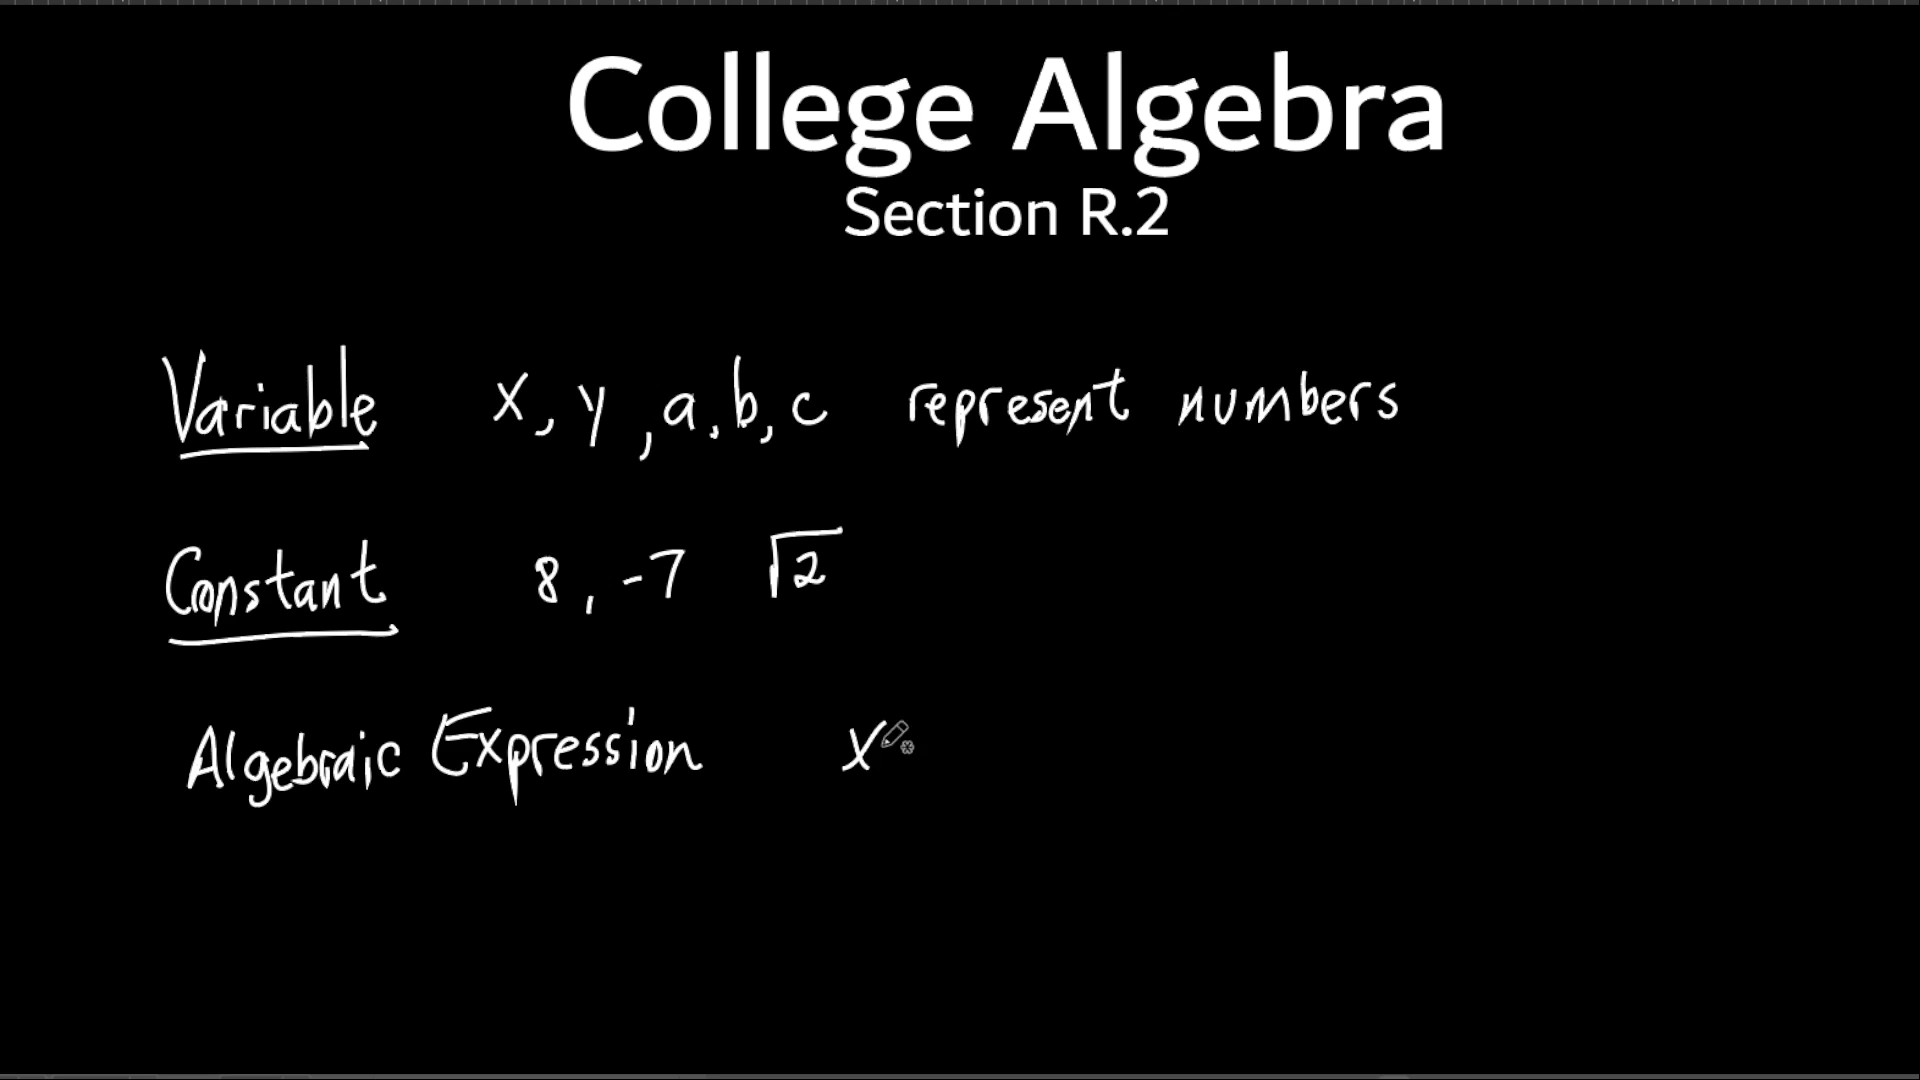 College Algebra
Section R.2
Variable x, y, a, b, c represent numbers
Constant 8, -7 √2
Algebraic Expression x